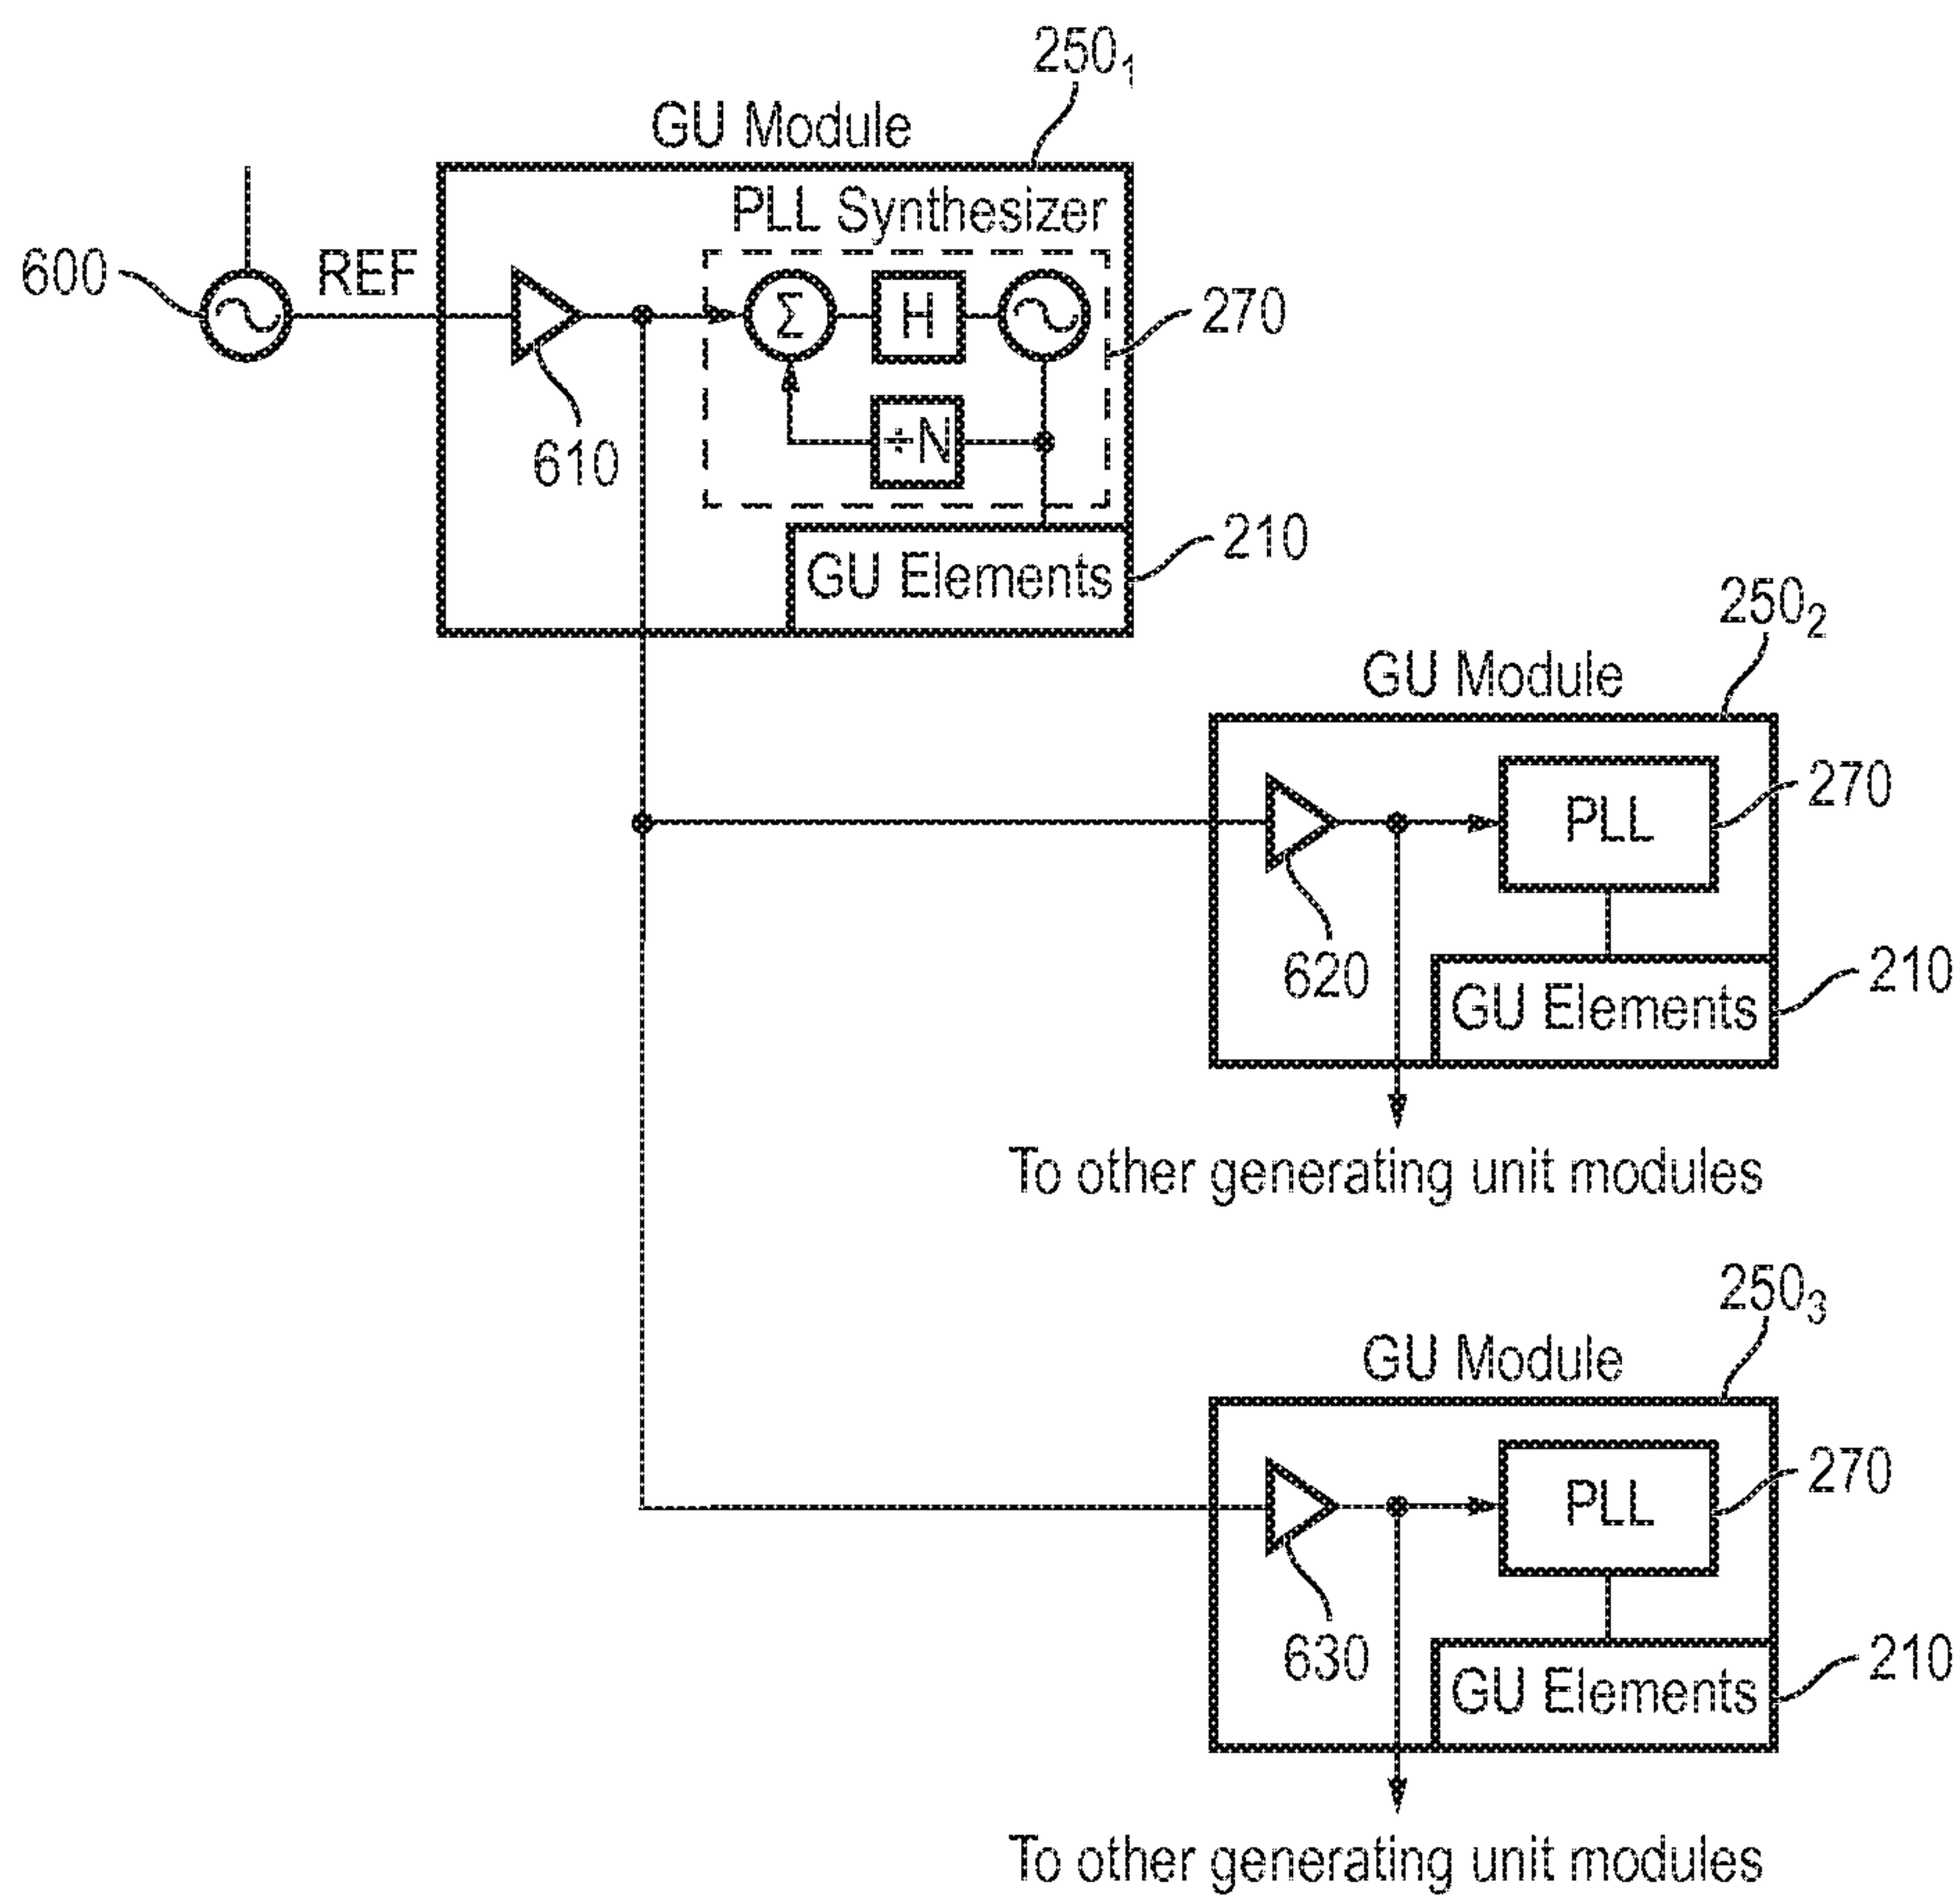 250₁
GU Module
PLL Synthesizer
600
REF
Σ
H
270
÷N
610
210
GU Elements
250₂
GU Module
270
PLL
620
210
GU Elements
To other generating unit modules
250₃
GU Module
270
PLL
630
210
GU Elements
To other generating unit modules